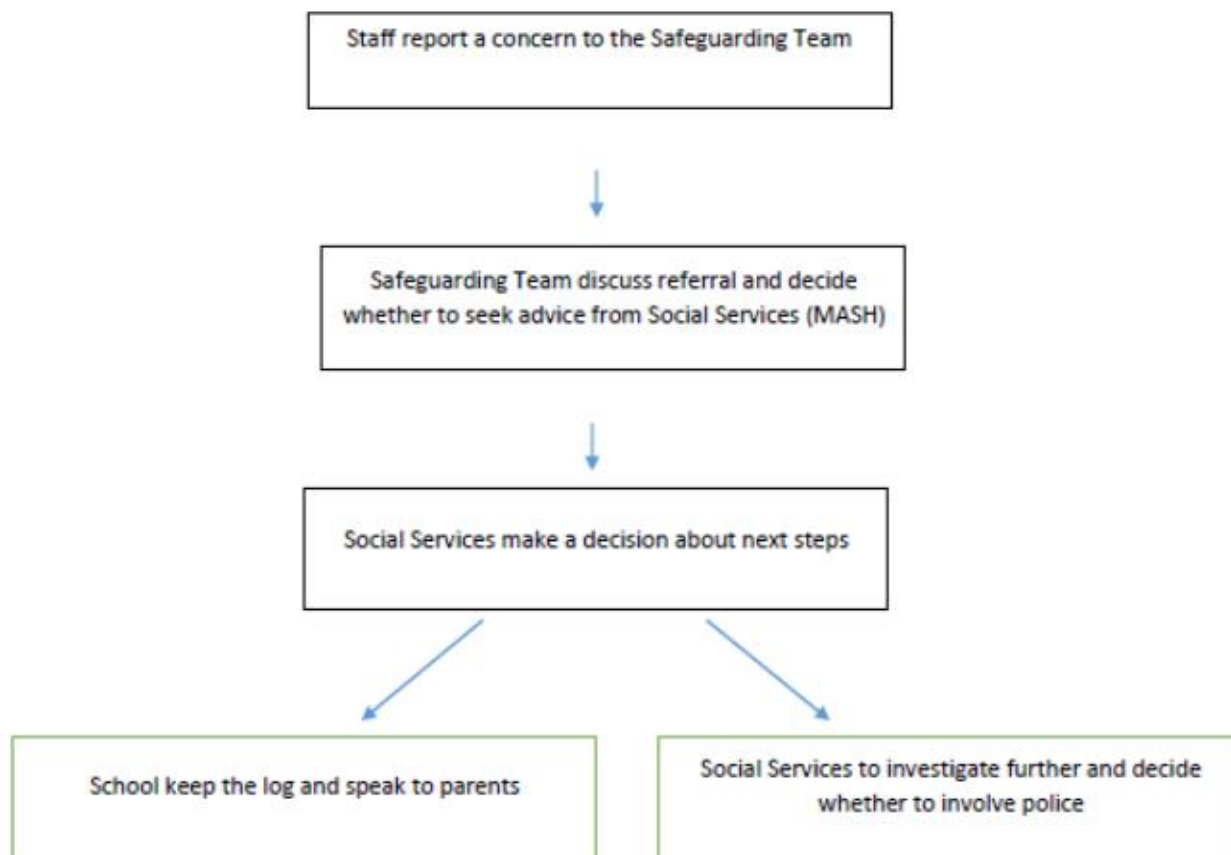 Staff report a concern to the Safeguarding Team
Safeguarding Team discuss referral and decide
whether to seek advice from Social Services (MASH)
Social Services make a decision about next steps
School keep the log and speak to parents
Social Services to investigate further and decide
whether to involve police